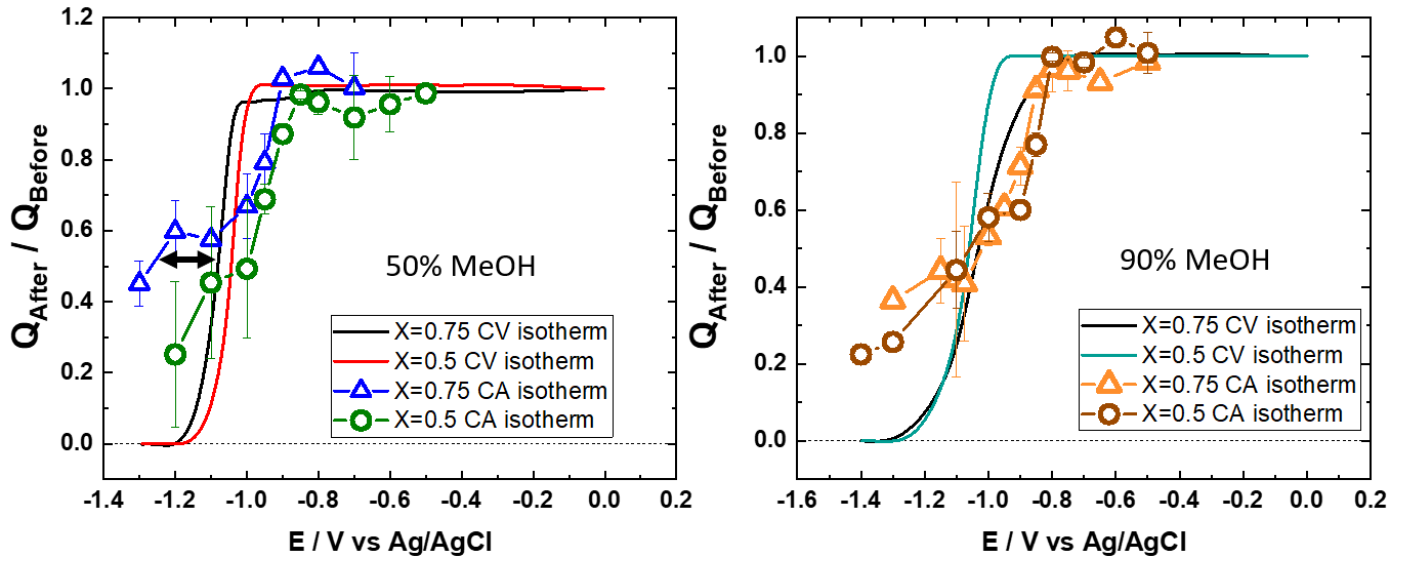 1.2
1.0
0.8
0.6
0.4
0.2
0.0
Q_After / Q_Before
50% MeOH
X=0.75 CV isotherm
X=0.5 CV isotherm
X=0.75 CA isotherm
X=0.5 CA isotherm
-1.4 -1.2 -1.0 -0.8 -0.6 -0.4 -0.2 0.0 0.2
E / V vs Ag/AgCl
1.0
0.8
0.6
0.4
0.2
0.0
Q_After / Q_Before
90% MeOH
X=0.75 CV isotherm
X=0.5 CV isotherm
X=0.75 CA isotherm
X=0.5 CA isotherm
-1.6 -1.4 -1.2 -1.0 -0.8 -0.6 -0.4 -0.2 0.0 0.2
E / V vs Ag/AgCl